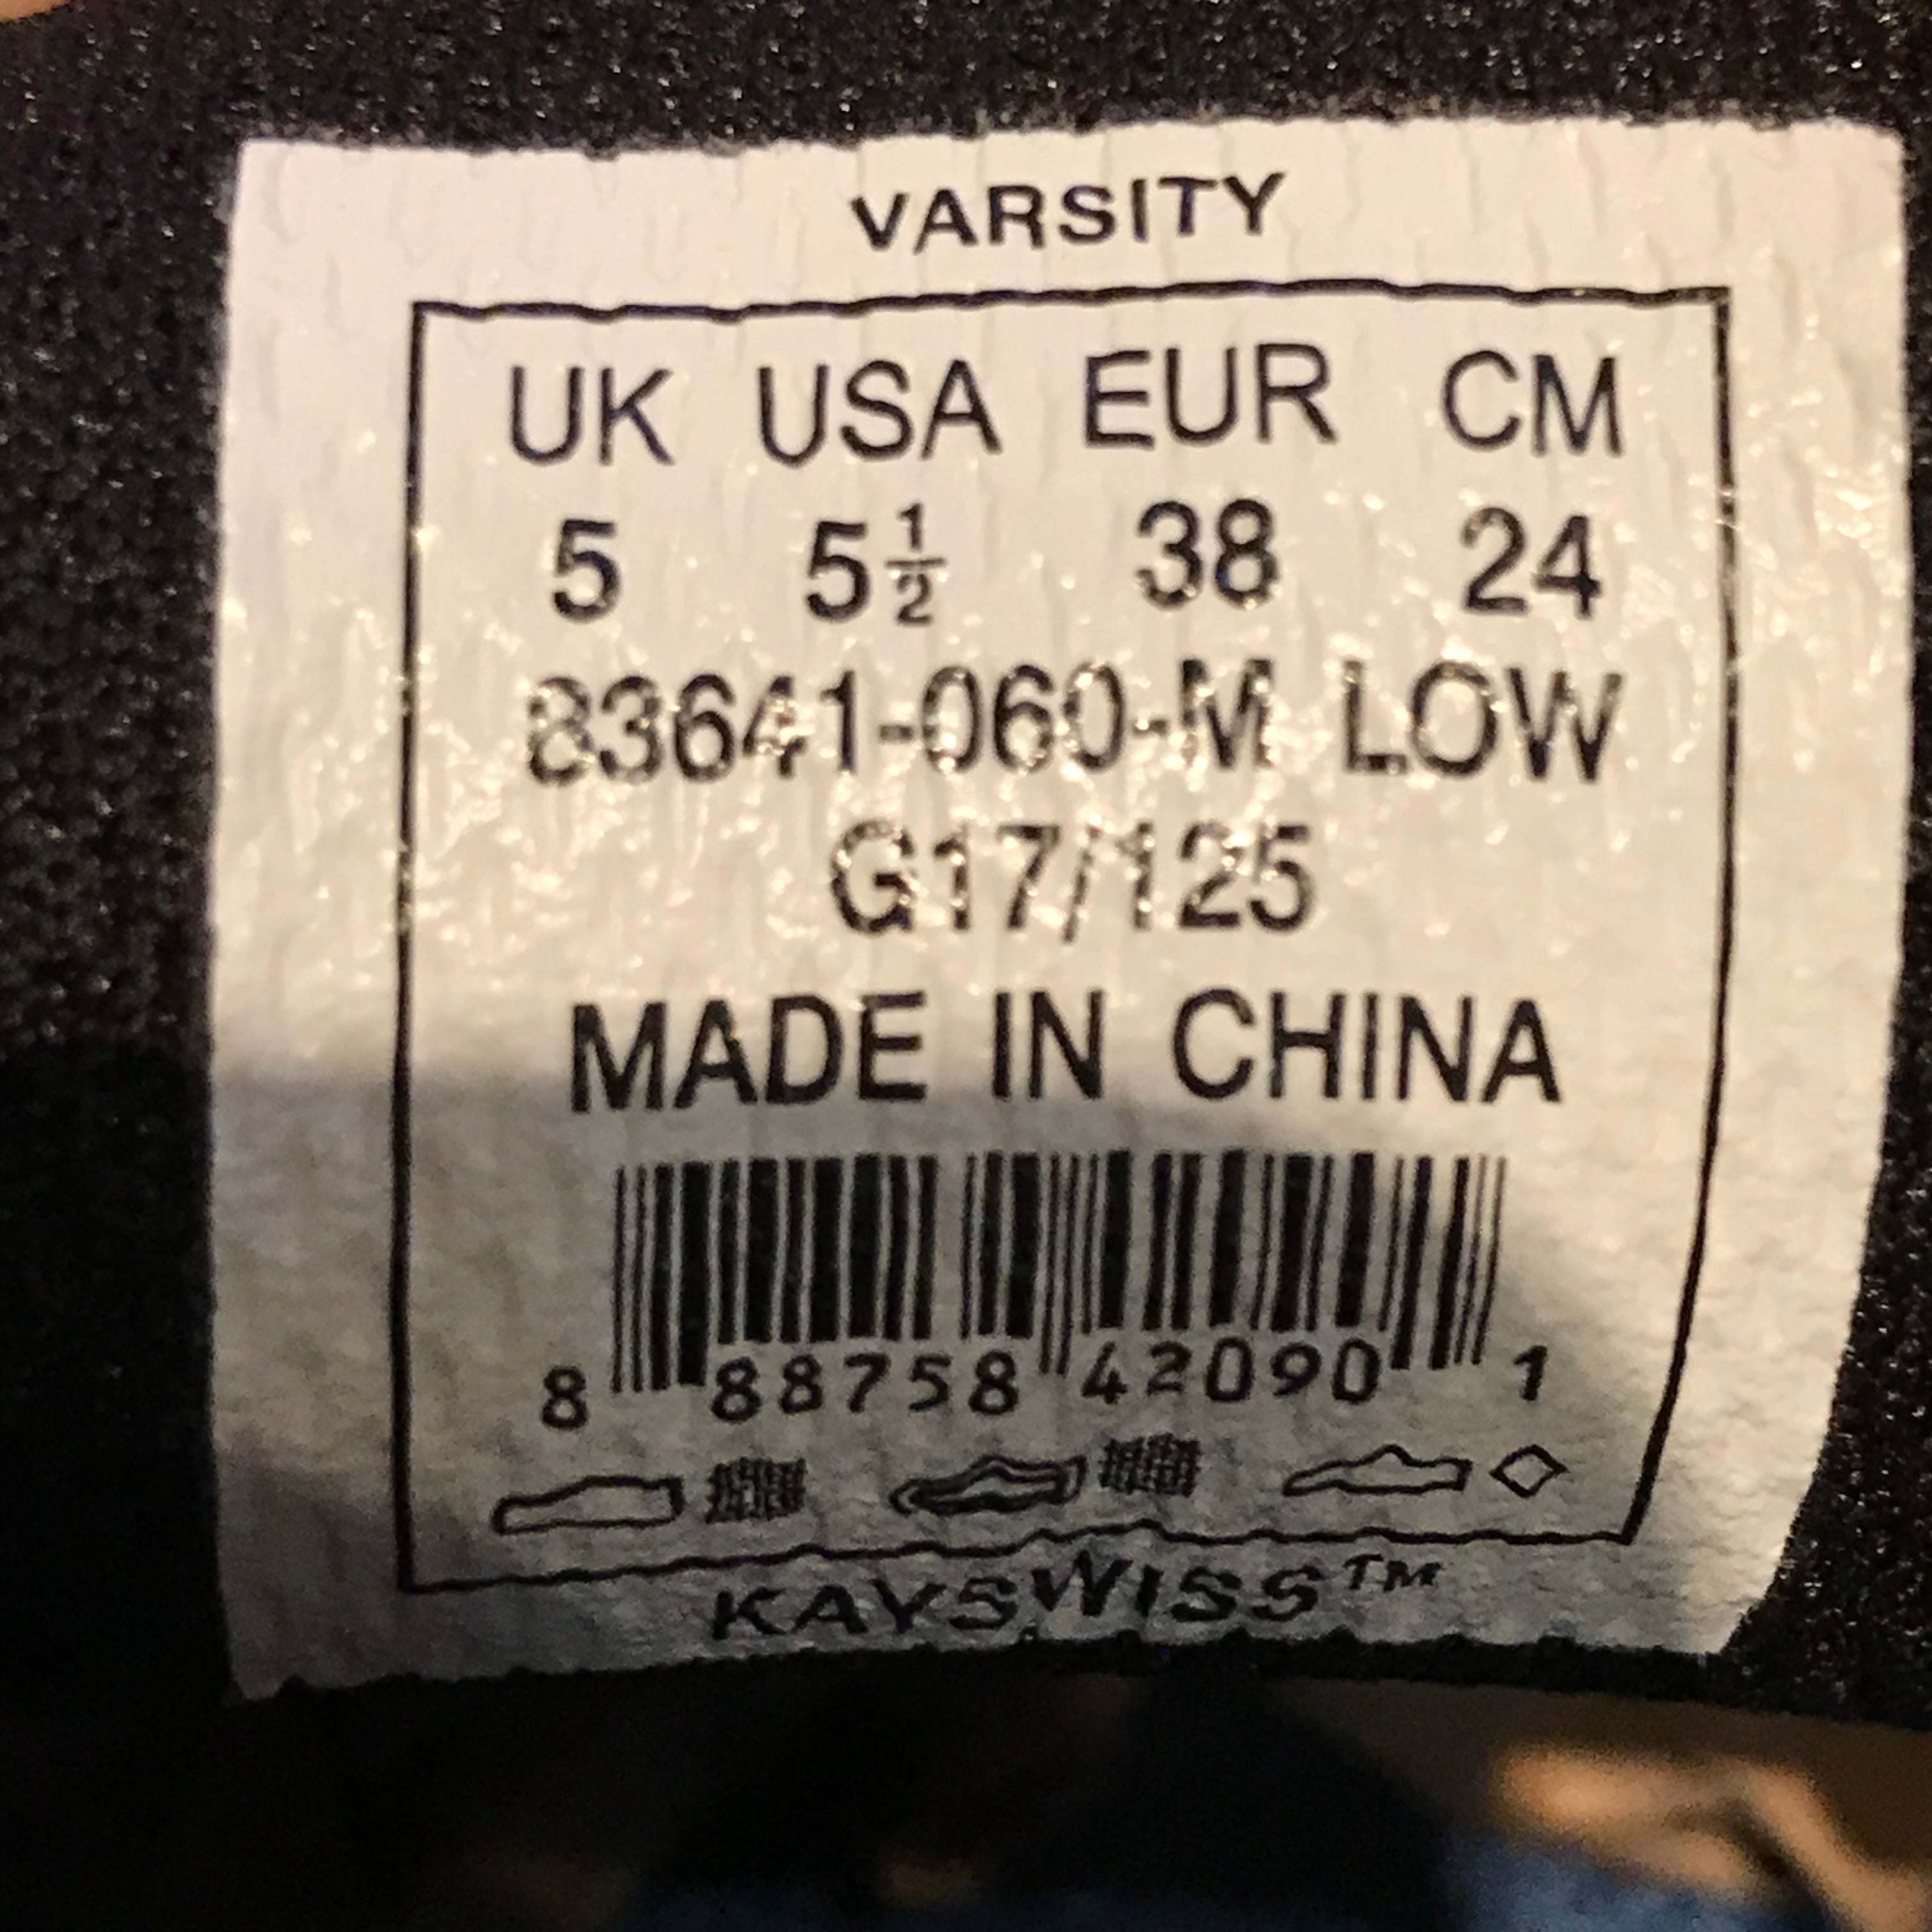 VARSITY
UK USA EUR CM
5 5½ 38 24
83641-060-M LOW
G17/125
MADE IN CHINA
8 88758 42090 1
KAYSWISS™